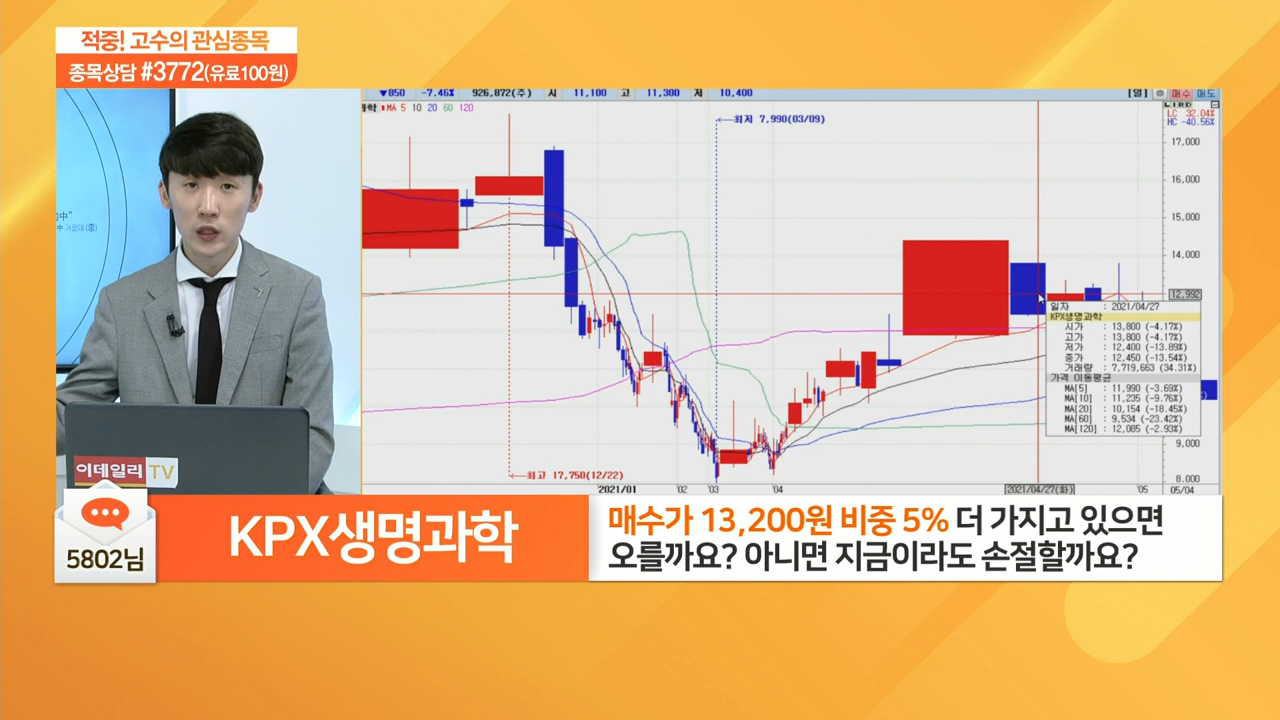 적중! 고수의 관심종목
종목상담 #3772(유료100원)
▼850 -7.46% 926,872(주) 시 11,100 고 11,300 저 10,400 [일] 매수 매도
학 MA 5 10 20 60 120
LC 32.04%
HC -40.56%
최저 7,990(03/09)
17,000
16,000
15,000
14,000
12,992
일자 : 2021/04/27
KPX생명과학
시가 : 13,800 (-4.17%)
고가 : 13,800 (-4.17%)
저가 : 12,400 (-13.89%)
종가 : 12,450 (-13.54%)
거래량 : 7,719,663 (34.31%)
가격 이동평균
MA[5] : 11,990 (-3.69%)
MA[10] : 11,235 (-9.76%)
MA[20] : 10,154 (-18.45%)
MA[60] : 9,534 (-23.42%)
MA[120] : 12,085 (-2.93%)
9,000
8,000
최고 17,750(12/22)
2021/01 '02 '03 '04 2021/04/27(화) '05 05/04
이데일리 TV
5802님
KPX생명과학
매수가 13,200원 비중 5% 더 가지고 있으면
오를까요? 아니면 지금이라도 손절할까요?